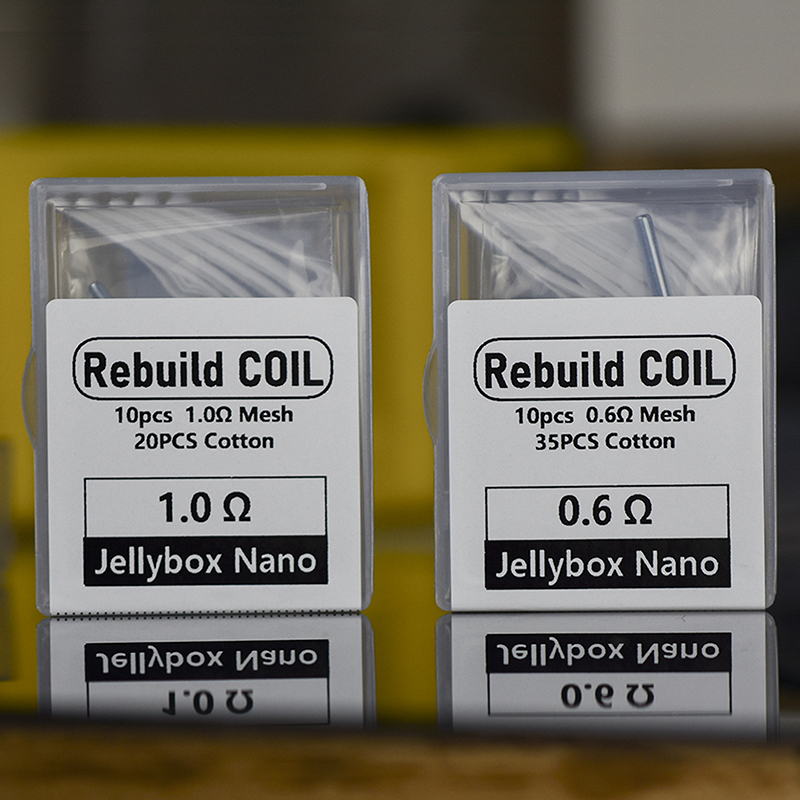 Rebuild COIL
10pcs 1.0Ω Mesh
20PCS Cotton
1.0 Ω
Jellybox Nano
Rebuild COIL
10pcs 0.6Ω Mesh
35PCS Cotton
0.6 Ω
Jellybox Nano